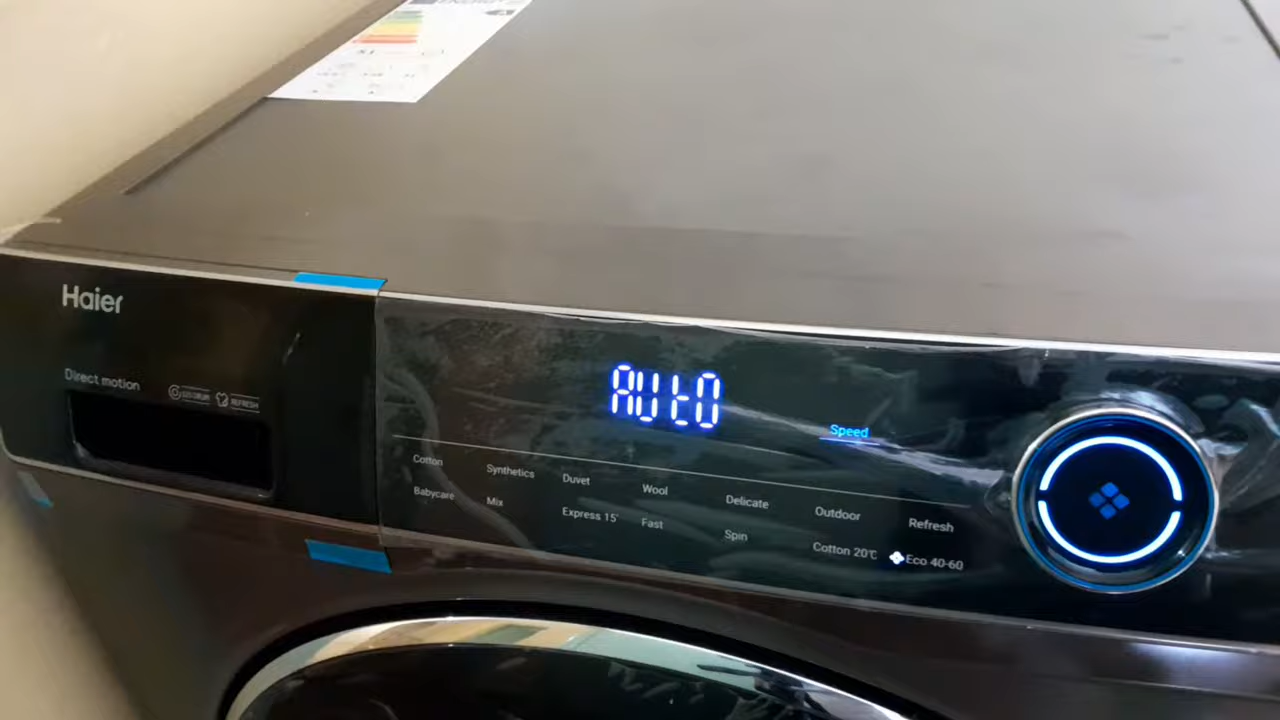 Haier
Direct motion
REFRESH
AUtO
Speed
Cotton
Synthetics
Duvet
Wool
Delicate
Outdoor
Refresh
Babycare
Mix
Express 15'
Fast
Spin
Cotton 20℃
Eco 40-60